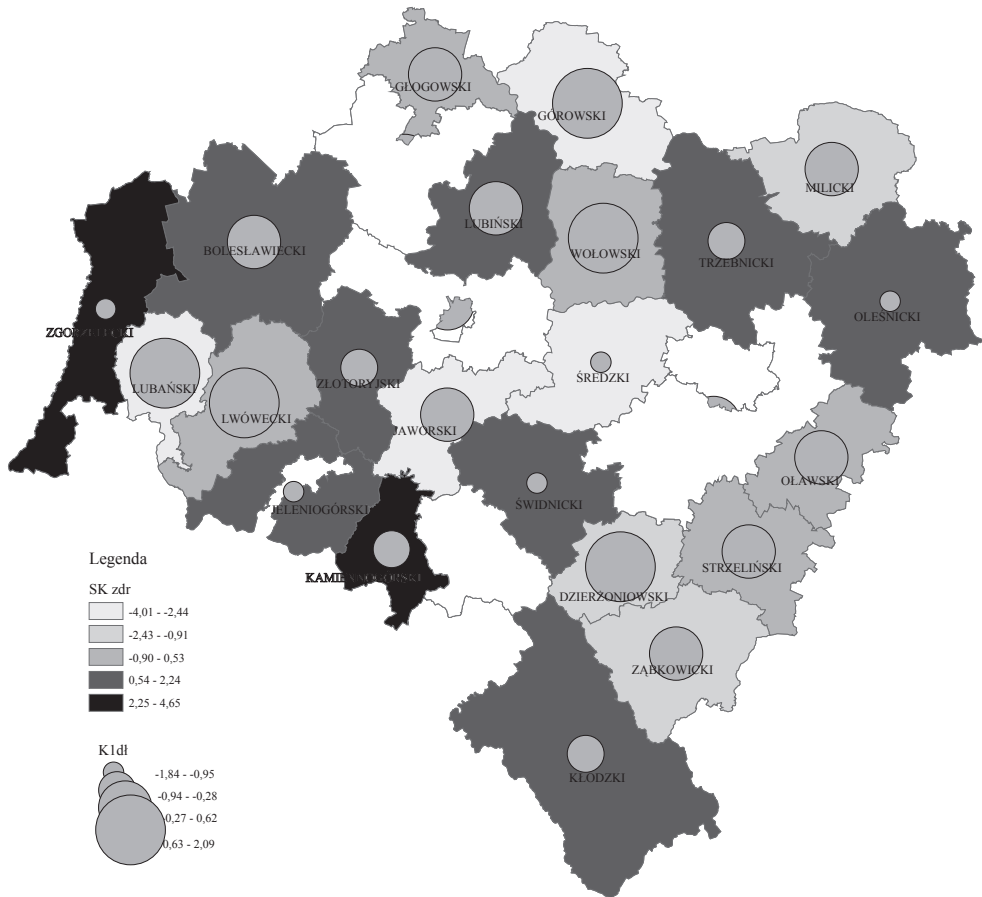 GŁOGOWSKI
GÓROWSKI
MILICKI
LUBIŃSKI
BOLESŁAWIECKI
WOŁOWSKI
TRZEBNICKI
OLEŚNICKI
ZGORZELECKI
ŚREDZKI
LUBAŃSKI
ZŁOTORYJSKI
LWÓWECKI
JAWORSKI
OŁAWSKI
JELENIOGÓRSKI
ŚWIDNICKI
STRZELIŃSKI
KAMIENNOGÓRSKI
DZIERŻONIOWSKI
ZĄBKOWICKI
KŁODZKI
Legenda
SK zdr
-4,01 - -2,44
-2,43 - -0,91
-0,90 - 0,53
0,54 - 2,24
2,25 - 4,65
K1dł
-1,84 - -0,95
-0,94 - -0,28
-0,27 - 0,62
0,63 - 2,09